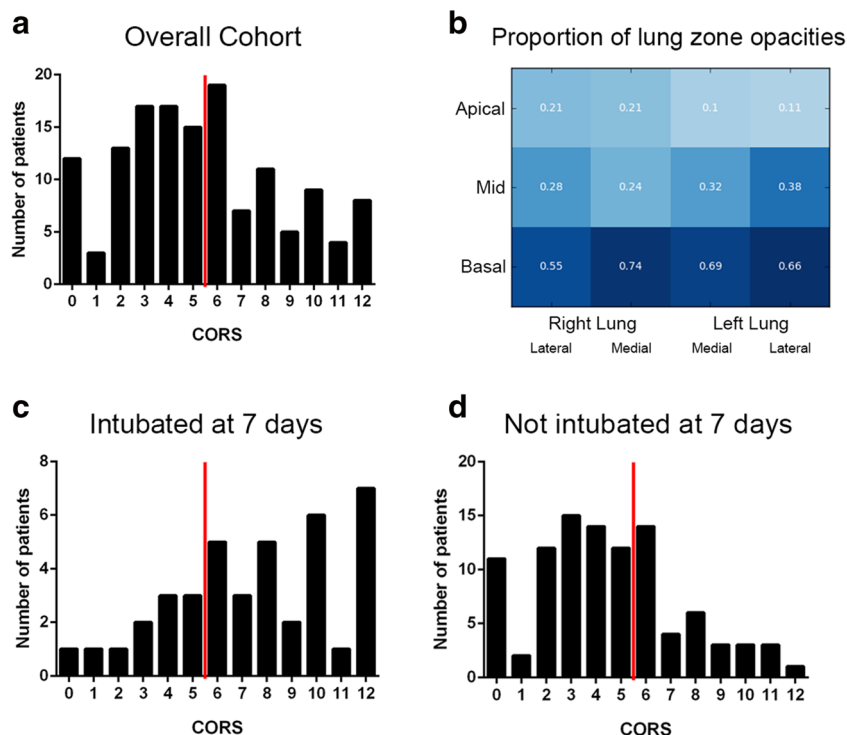 a
Overall Cohort
Number of patients
20
15
10
5
0
0 1 2 3 4 5 6 7 8 9 10 11 12
CORS
b
Proportion of lung zone opacities
Apical 0.21 0.21 0.1 0.11
Mid 0.28 0.24 0.32 0.38
Basal 0.55 0.74 0.69 0.66
Right Lung Left Lung
Lateral Medial Medial Lateral
c
Intubated at 7 days
Number of patients
8
6
4
2
0
0 1 2 3 4 5 6 7 8 9 10 11 12
CORS
d
Not intubated at 7 days
Number of patients
20
15
10
5
0
0 1 2 3 4 5 6 7 8 9 10 11 12
CORS